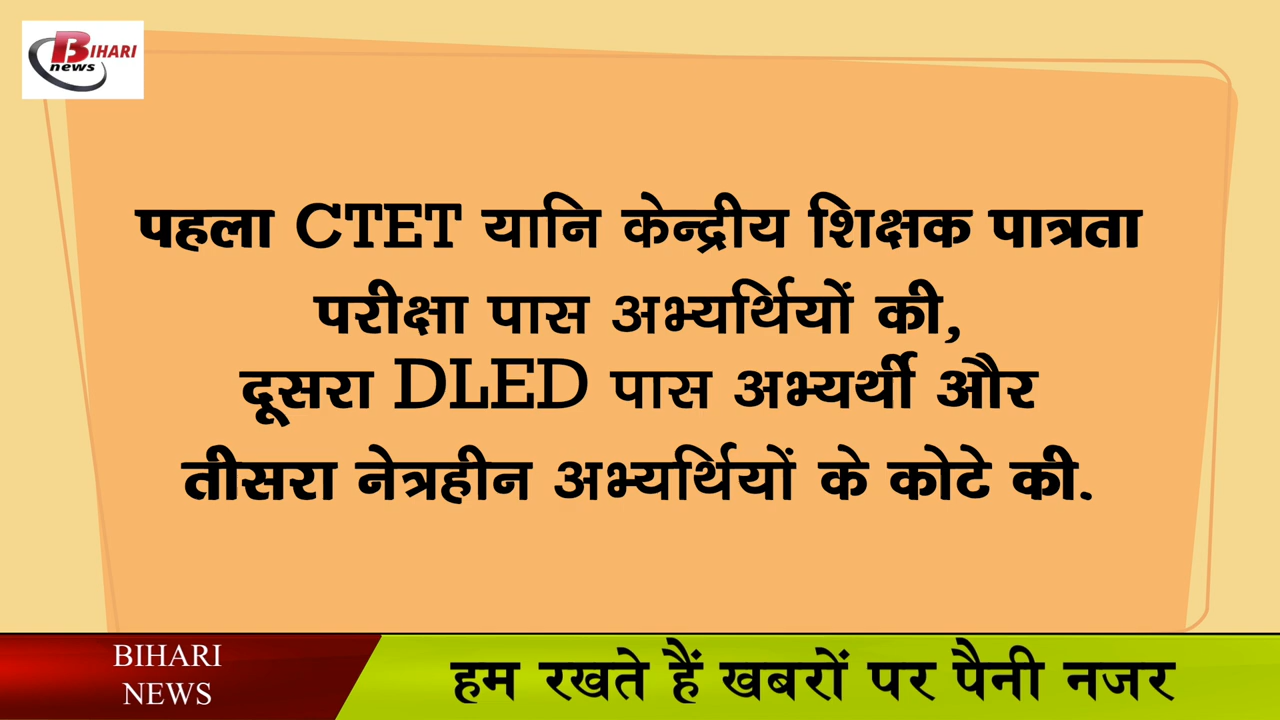 BIHARI
news
पहला CTET यानि केन्द्रीय शिक्षक पात्रता
परीक्षा पास अभ्यर्थियों की,
दूसरा DLED पास अभ्यर्थी और
तीसरा नेत्रहीन अभ्यर्थियों के कोटे की.
BIHARI
NEWS
हम रखते हैं खबरों पर पैनी नजर